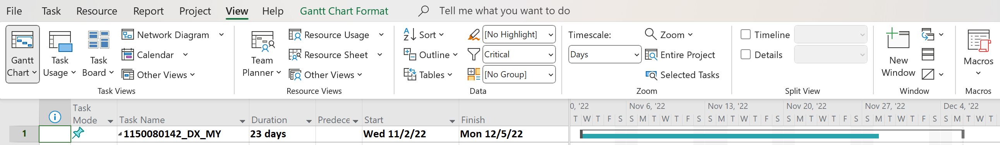 File Task Resource Report Project View Help Gantt Chart Format Tell me what you want to do
Gantt Chart
Task Usage
Task Board
Network Diagram
Calendar
Other Views
Task Views
Team Planner
Resource Usage
Resource Sheet
Other Views
Resource Views
Sort
Outline
Tables
[No Highlight]
Critical
[No Group]
Data
Timescale:
Days
Zoom
Entire Project
Selected Tasks
Zoom
Timeline
Details
Split View
New Window
Window
Macros
Macros
Task Mode Task Name Duration Predece Start Finish
0, '22 Nov 6, '22 Nov 13, '22 Nov 20, '22 Nov 27, '22 Dec 4, '22
T W T F S S M T W T F S S M T W T F S S M T W T F S S M T W T F S S M T W T
1 1150080142_DX_MY 23 days Wed 11/2/22 Mon 12/5/22